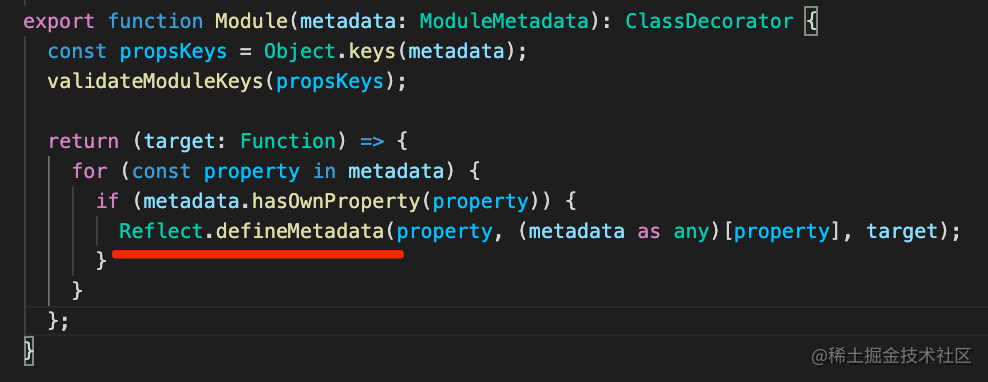 export function Module(metadata: ModuleMetadata): ClassDecorator {
  const propsKeys = Object.keys(metadata);
  validateModuleKeys(propsKeys);

  return (target: Function) => {
    for (const property in metadata) {
      if (metadata.hasOwnProperty(property)) {
        Reflect.defineMetadata(property, (metadata as any)[property], target);
      }
    }
  };
}
@稀土掘金技术社区